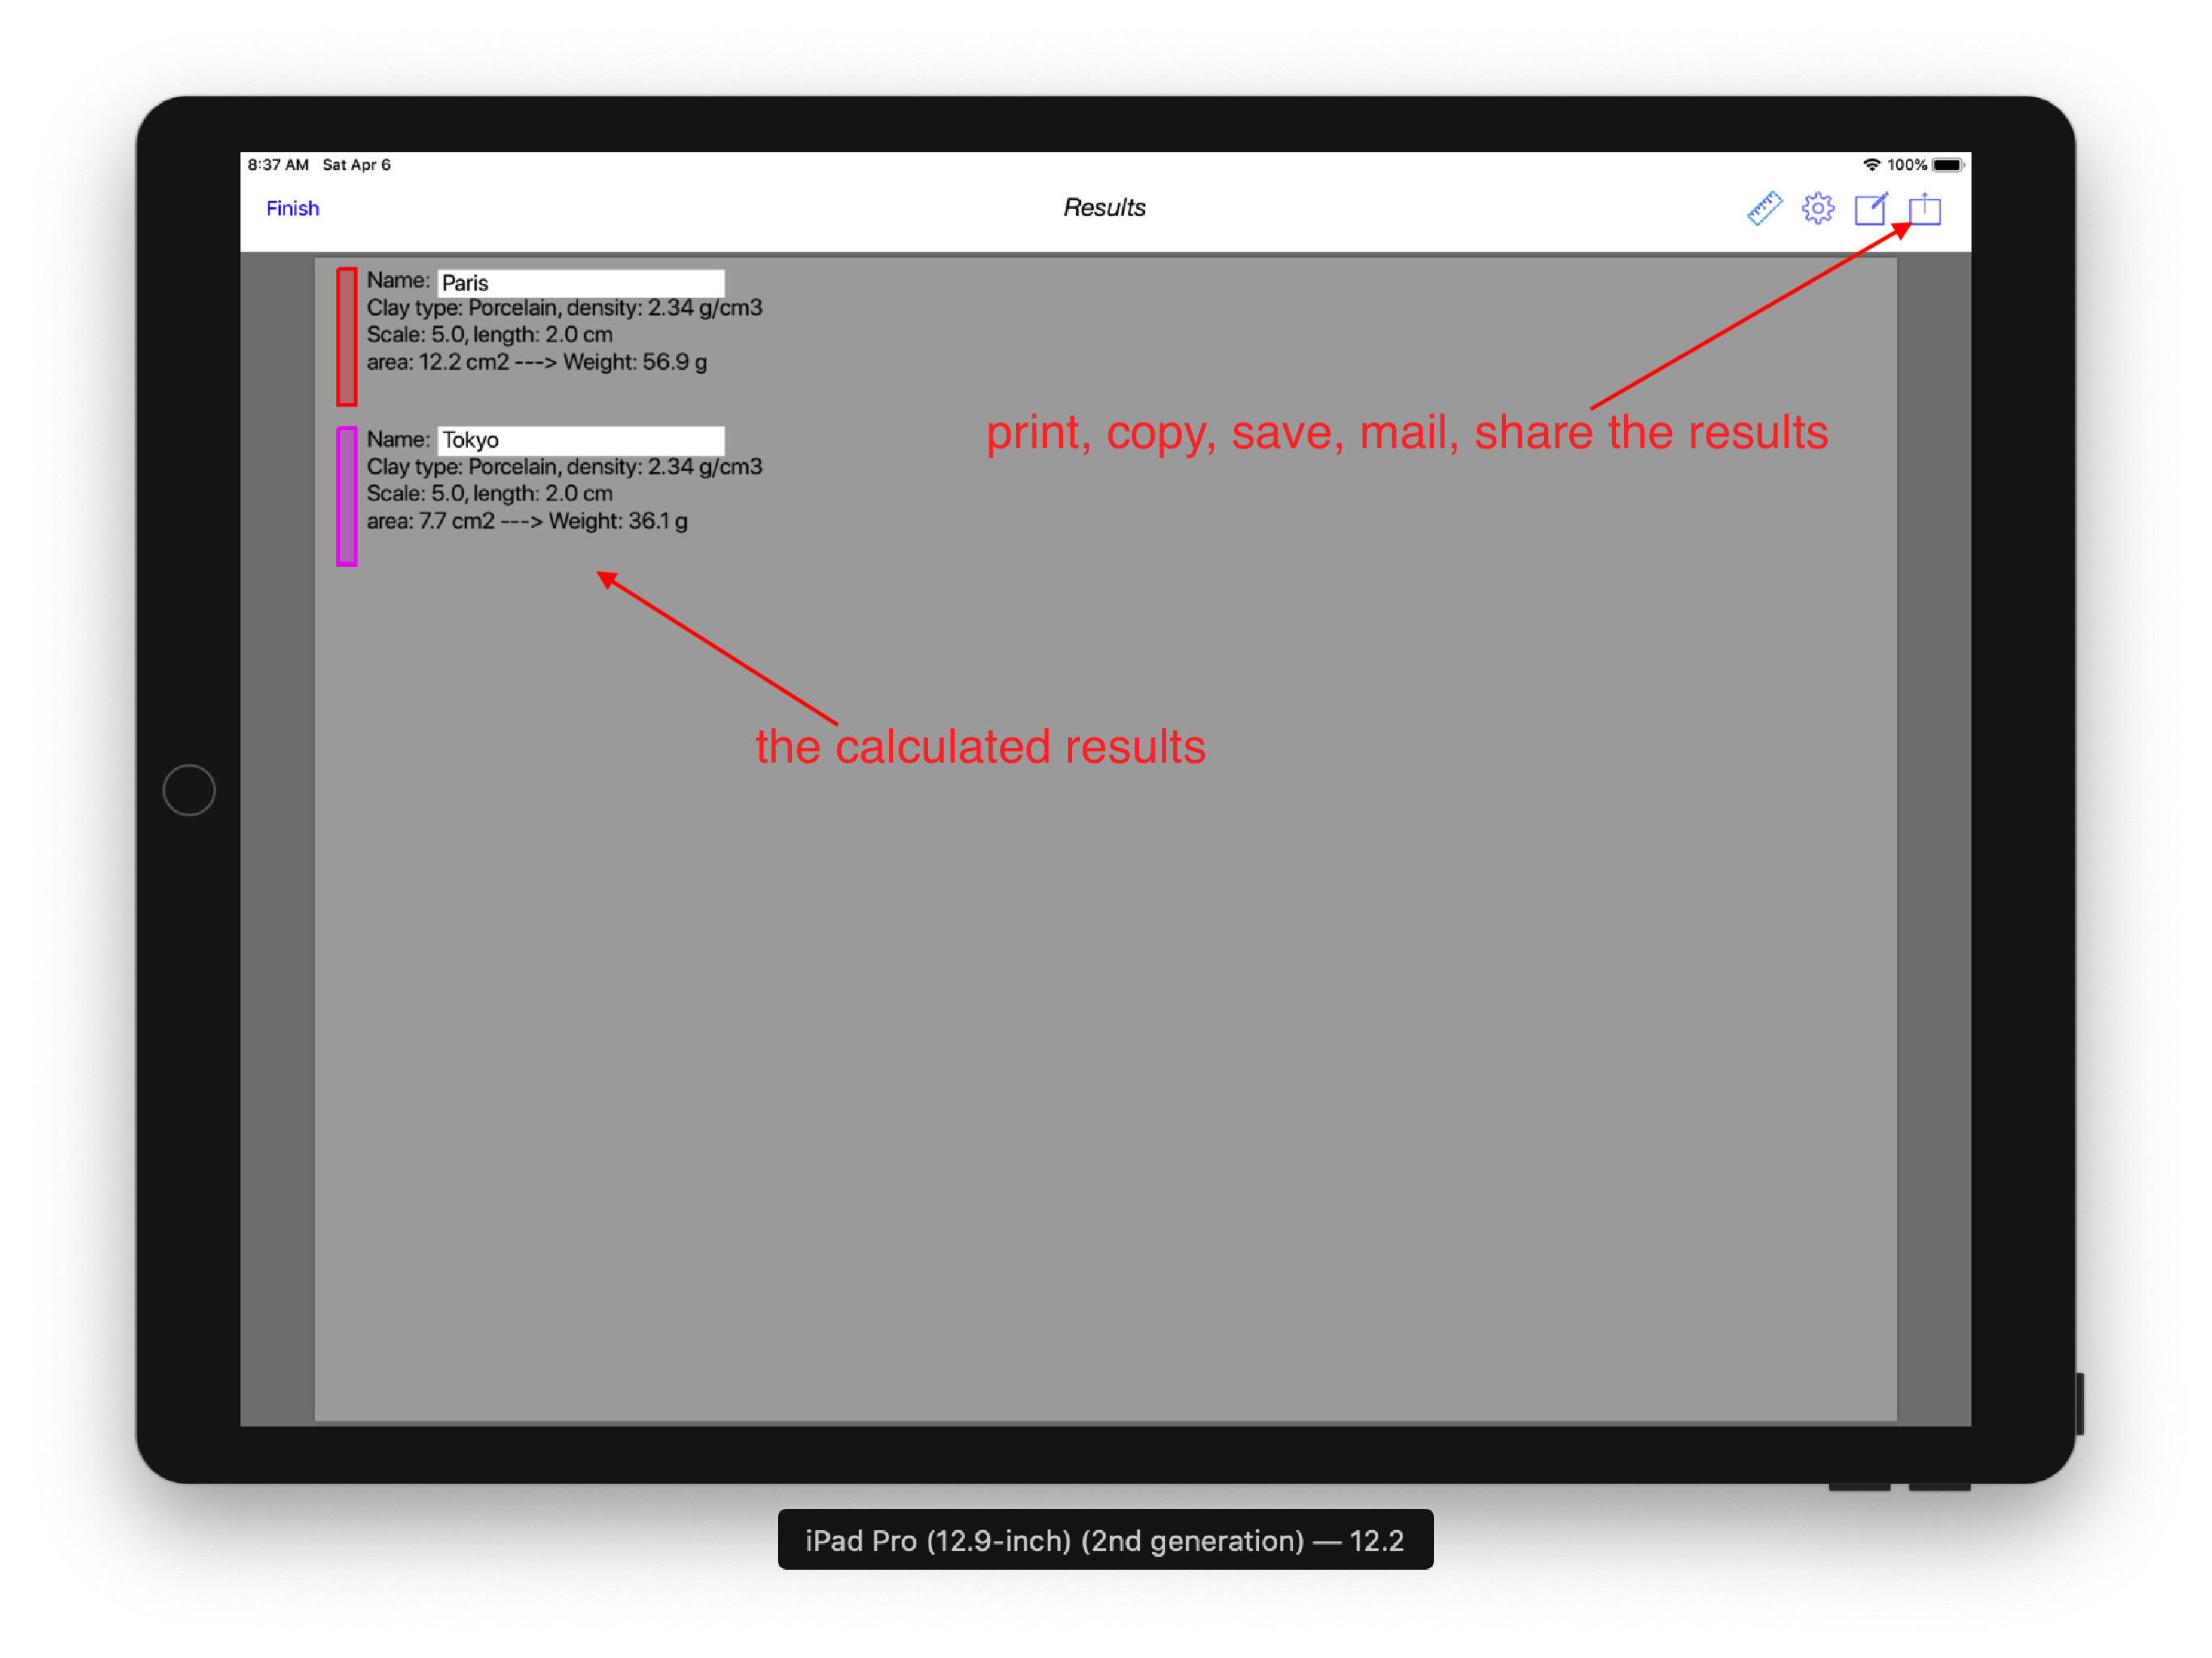 8:37 AM Sat Apr 6
100%
Finish
Results
Name: Paris
Clay type: Porcelain, density: 2.34 g/cm3
Scale: 5.0, length: 2.0 cm
area: 12.2 cm2 ---> Weight: 56.9 g
print, copy, save, mail, share the results
Name: Tokyo
Clay type: Porcelain, density: 2.34 g/cm3
Scale: 5.0, length: 2.0 cm
area: 7.7 cm2 ---> Weight: 36.1 g
the calculated results
iPad Pro (12.9-inch) (2nd generation) — 12.2